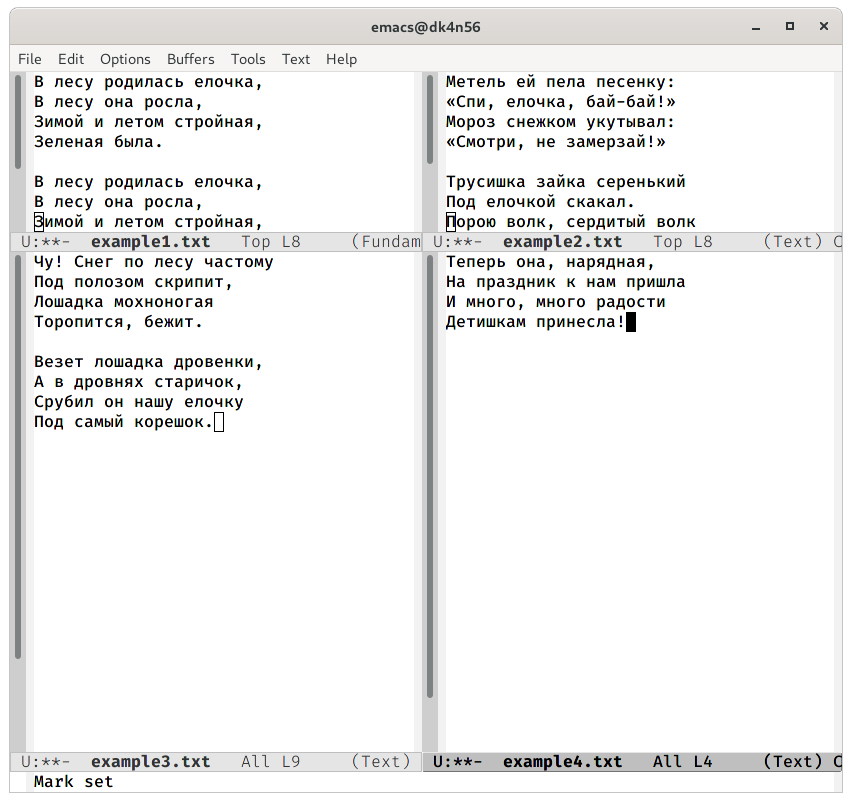 emacs@dk4n56
File Edit Options Buffers Tools Text Help
В лесу родилась елочка,
В лесу она росла,
Зимой и летом стройная,
Зеленая была.
В лесу родилась елочка,
В лесу она росла,
Зимой и летом стройная,
U:**-  example1.txt   Top L8     (Fundam
Метель ей пела песенку:
«Спи, елочка, бай-бай!»
Мороз снежком укутывал:
«Смотри, не замерзай!»
Трусишка зайка серенький
Под елочкой скакал.
Порою волк, сердитый волк
U:**-  example2.txt   Top L8     (Text) C
Чу! Снег по лесу частому
Под полозом скрипит,
Лошадка мохноногая
Торопится, бежит.
Везет лошадка дровенки,
А в дровнях старичок,
Срубил он нашу елочку
Под самый корешок.
U:**-  example3.txt   All L9     (Text)
Теперь она, нарядная,
На праздник к нам пришла
И много, много радости
Детишкам принесла!
U:**-  example4.txt   All L4     (Text) C
Mark set